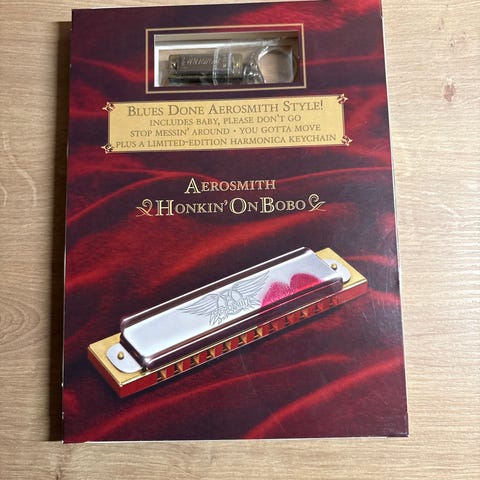 BLUES DONE AEROSMITH STYLE!
INCLUDES BABY, PLEASE DON'T GO
STOP MESSIN' AROUND • YOU GOTTA MOVE
PLUS A LIMITED-EDITION HARMONICA KEYCHAIN
AEROSMITH
HONKIN' ON BOBO